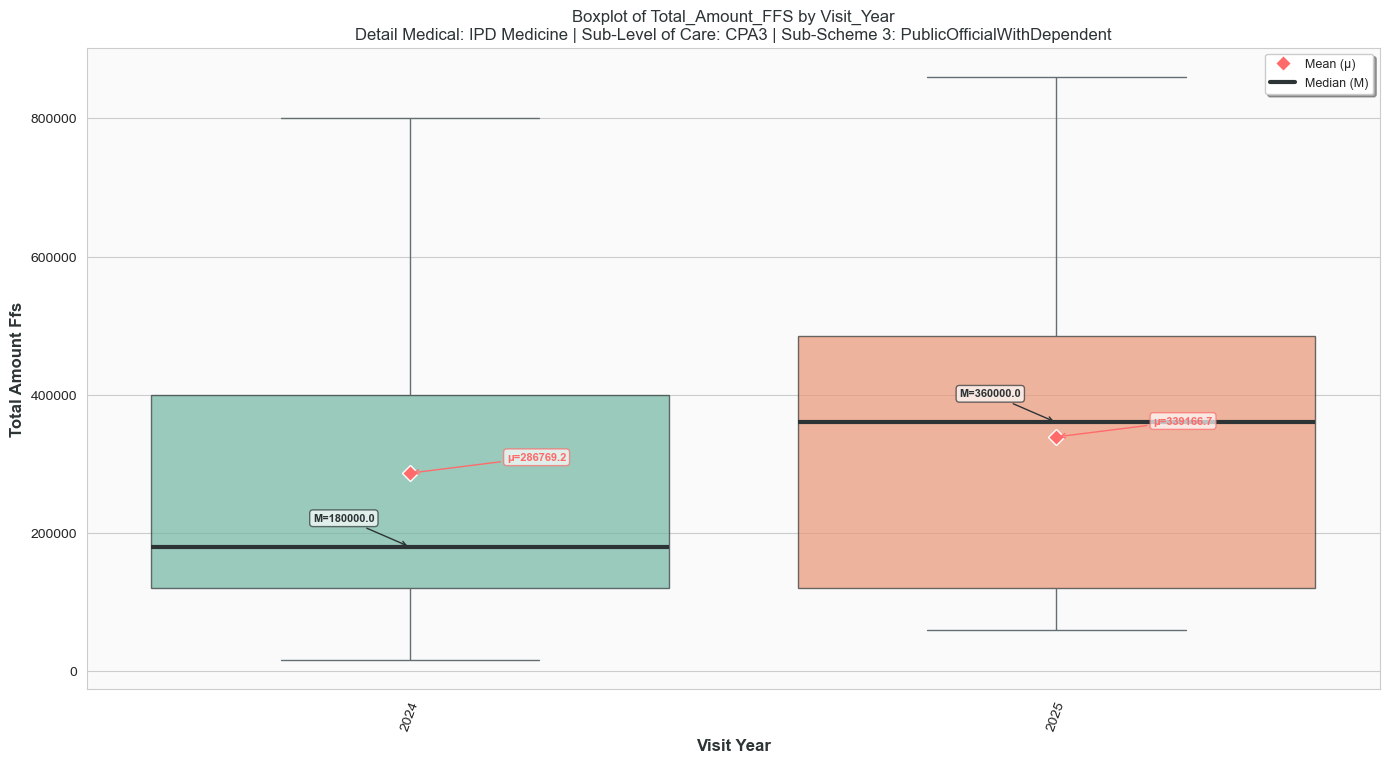 Boxplot of Total_Amount_FFS by Visit_Year
Detail Medical: IPD Medicine | Sub-Level of Care: CPA3 | Sub-Scheme 3: PublicOfficialWithDependent
Mean (μ)
Median (M)
Total Amount Ffs
800000
600000
400000
200000
0
μ=286769.2
M=180000.0
M=360000.0
μ=339166.7
2024
2025
Visit Year